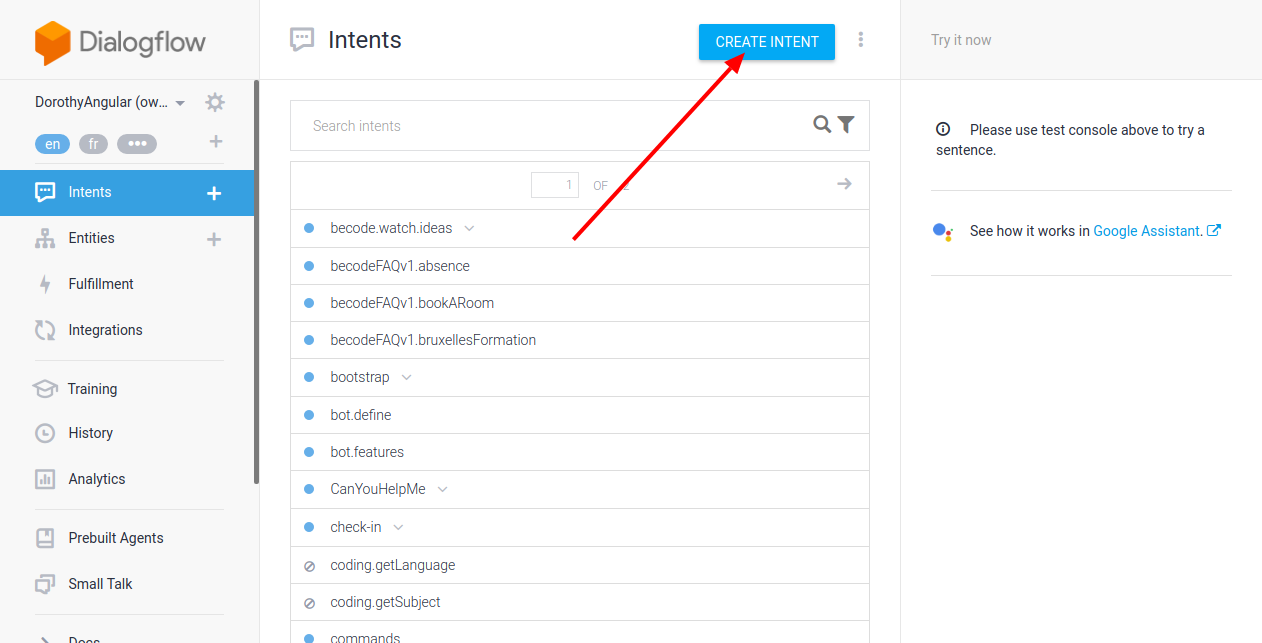 Dialogflow
DorothyAngular (ow...
en fr
Intents
Entities
Fulfillment
Integrations
Training
History
Analytics
Prebuilt Agents
Small Talk
Docs
Intents
CREATE INTENT
Search intents
1 OF 2
becode.watch.ideas
becodeFAQv1.absence
becodeFAQv1.bookARoom
becodeFAQv1.bruxellesFormation
bootstrap
bot.define
bot.features
CanYouHelpMe
check-in
coding.getLanguage
coding.getSubject
commands
Try it now
Please use test console above to try a
sentence.
See how it works in Google Assistant.